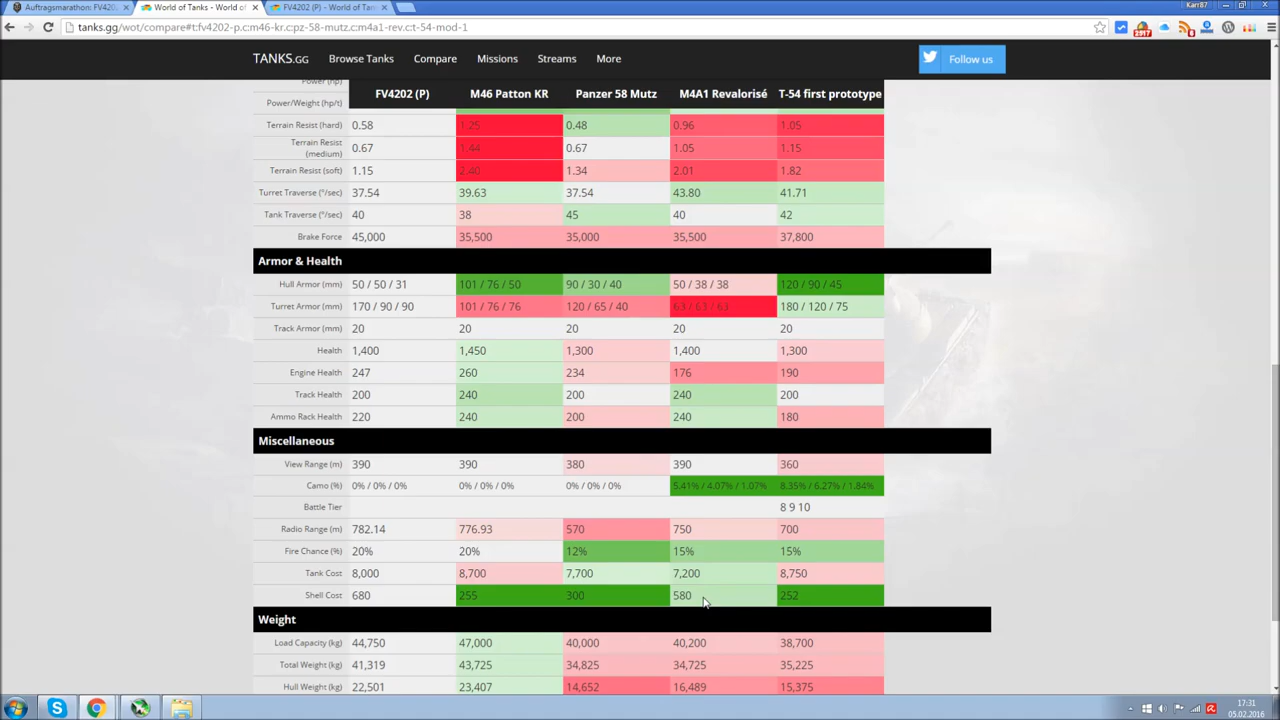 Auftragsmarathon: FV420
World of Tanks - World of
FV4202 (P) - World of Tan
Karr87
tanks.gg/wot/compare#t:fv4202-p.c:m46-kr.c:pz-58-mutz.c:m4a1-rev.c:t-54-mod-1
2917
TANKS.GG
Browse Tanks
Compare
Missions
Streams
More
Follow us
Power (hp)
FV4202 (P) M46 Patton KR Panzer 58 Mutz M4A1 Revalorisé T-54 first prototype
Power/Weight (hp/t)
Terrain Resist (hard) 0.58 1.25 0.48 0.96 1.05
Terrain Resist
(medium) 0.67 1.44 0.67 1.05 1.15
Terrain Resist (soft) 1.15 2.40 1.34 2.01 1.82
Turret Traverse (°/sec) 37.54 39.63 37.54 43.80 41.71
Tank Traverse (°/sec) 40 38 45 40 42
Brake Force 45,000 35,500 35,000 35,500 37,800
Armor & Health
Hull Armor (mm) 50 / 50 / 31 101 / 76 / 50 90 / 30 / 40 50 / 38 / 38 120 / 90 / 45
Turret Armor (mm) 170 / 90 / 90 101 / 76 / 76 120 / 65 / 40 63 / 63 / 63 180 / 120 / 75
Track Armor (mm) 20 20 20 20 20
Health 1,400 1,450 1,300 1,400 1,300
Engine Health 247 260 234 176 190
Track Health 200 240 200 240 200
Ammo Rack Health 220 240 200 240 180
Miscellaneous
View Range (m) 390 390 380 390 360
Camo (%) 0% / 0% / 0% 0% / 0% / 0% 0% / 0% / 0% 5.41% / 4.07% / 1.07% 8.35% / 6.27% / 1.84%
Battle Tier 8 9 10
Radio Range (m) 782.14 776.93 570 750 700
Fire Chance (%) 20% 20% 12% 15% 15%
Tank Cost 8,000 8,700 7,700 7,200 8,750
Shell Cost 680 255 300 580 252
Weight
Load Capacity (kg) 44,750 47,000 40,000 40,200 38,700
Total Weight (kg) 41,319 43,725 34,825 34,725 35,225
Hull Weight (kg) 22,501 23,407 14,652 16,489 15,375
17:31
05.02.2016